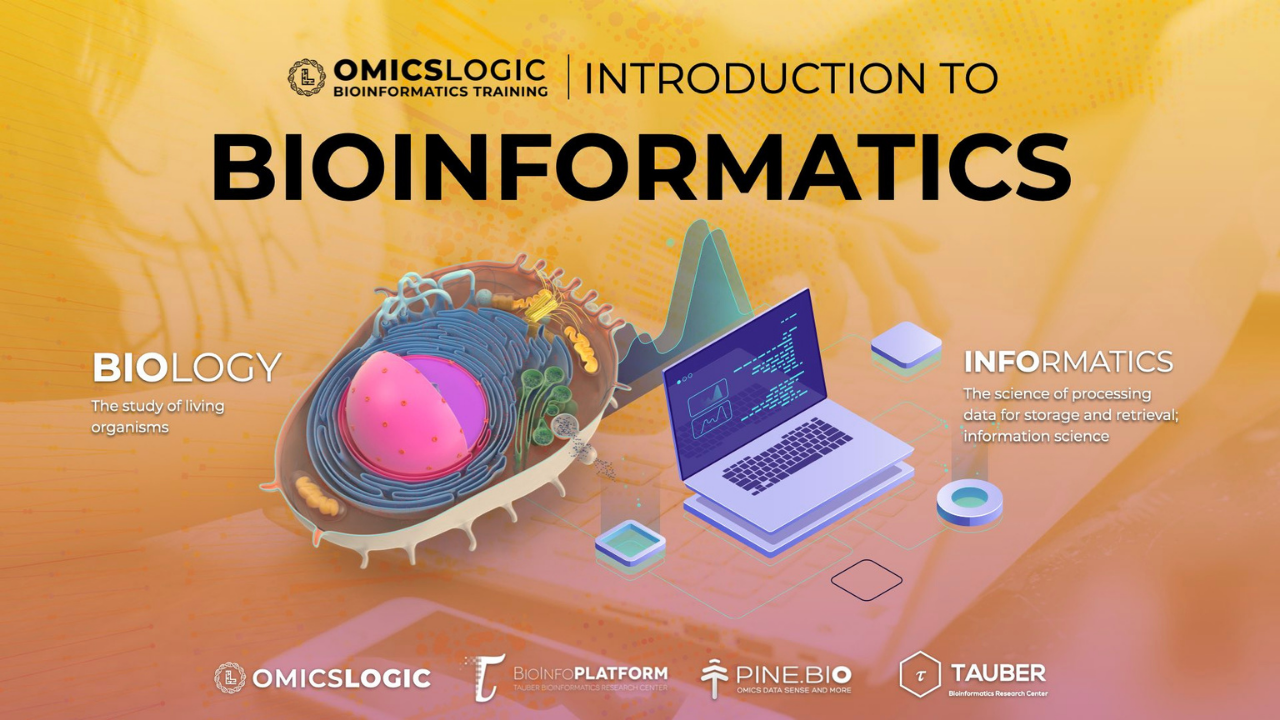 OMICSLOGIC
BIOINFORMATICS TRAINING
INTRODUCTION TO
BIOINFORMATICS
BIOLOGY
The study of living
organisms
INFORMATICS
The science of processing
data for storage and retrieval;
information science
OMICSLOGIC
BIOINFOPLATFORM
TAUBER BIOINFORMATICS RESEARCH CENTER
PINE.BIO
OMICS DATA SENSE AND MORE
τ
TAUBER
Bioinformatics Research Center